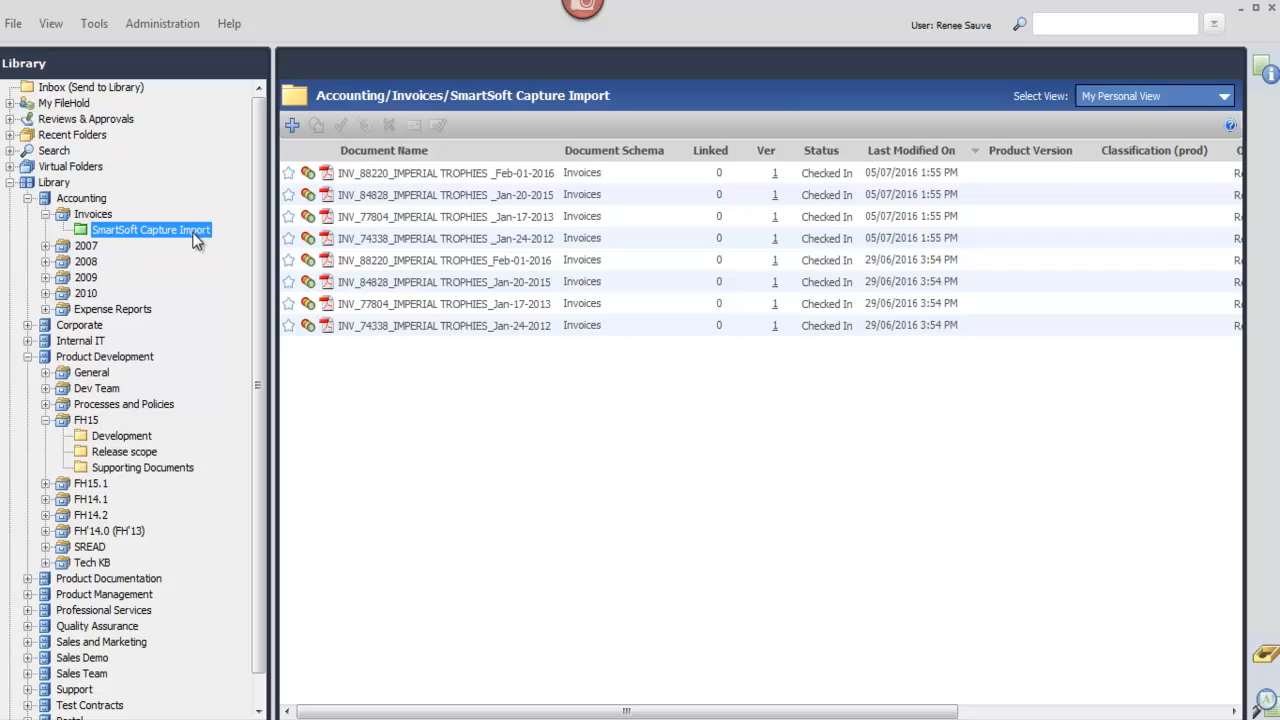 File View Tools Administration Help
User: Renee Sauve
Library
Inbox (Send to Library)
My FileHold
Reviews & Approvals
Recent Folders
Search
Virtual Folders
Library
Accounting
Invoices
SmartSoft Capture Import
2007
2008
2009
2010
Expense Reports
Corporate
Internal IT
Product Development
General
Dev Team
Processes and Policies
FH15
Development
Release scope
Supporting Documents
FH15.1
FH14.1
FH14.2
FH'14.0 (FH'13)
SREAD
Tech KB
Product Documentation
Product Management
Professional Services
Quality Assurance
Sales and Marketing
Sales Demo
Sales Team
Support
Test Contracts
Accounting/Invoices/SmartSoft Capture Import
Select View: My Personal View
Document Name Document Schema Linked Ver Status Last Modified On Product Version Classification (prod)
INV_88220_IMPERIAL TROPHIES _Feb-01-2016 Invoices 0 1 Checked In 05/07/2016 1:55 PM
INV_84828_IMPERIAL TROPHIES _Jan-20-2015 Invoices 0 1 Checked In 05/07/2016 1:55 PM
INV_77804_IMPERIAL TROPHIES _Jan-17-2013 Invoices 0 1 Checked In 05/07/2016 1:55 PM
INV_74338_IMPERIAL TROPHIES _Jan-24-2012 Invoices 0 1 Checked In 05/07/2016 1:55 PM
INV_88220_IMPERIAL TROPHIES_Feb-01-2016 Invoices 0 1 Checked In 29/06/2016 3:54 PM
INV_84828_IMPERIAL TROPHIES_Jan-20-2015 Invoices 0 1 Checked In 29/06/2016 3:54 PM
INV_77804_IMPERIAL TROPHIES_Jan-17-2013 Invoices 0 1 Checked In 29/06/2016 3:54 PM
INV_74338_IMPERIAL TROPHIES_Jan-24-2012 Invoices 0 1 Checked In 29/06/2016 3:54 PM